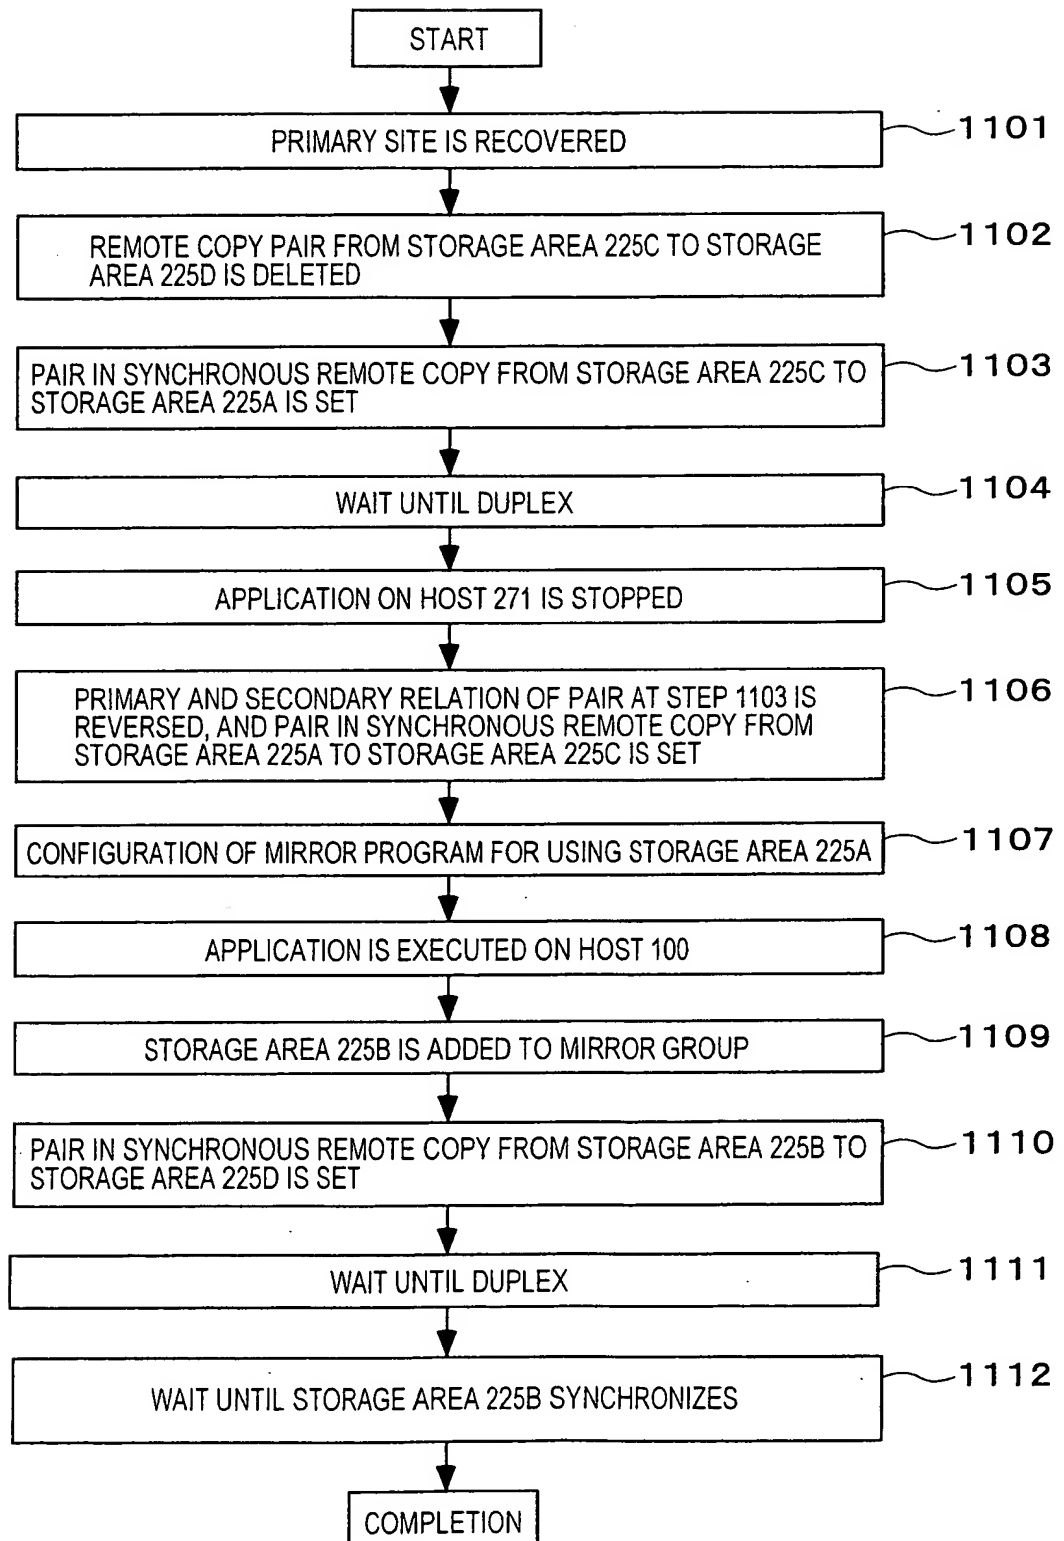 START
PRIMARY SITE IS RECOVERED
1101
REMOTE COPY PAIR FROM STORAGE AREA 225C TO STORAGE
AREA 225D IS DELETED
1102
PAIR IN SYNCHRONOUS REMOTE COPY FROM STORAGE AREA 225C TO
STORAGE AREA 225A IS SET
1103
WAIT UNTIL DUPLEX
1104
APPLICATION ON HOST 271 IS STOPPED
1105
PRIMARY AND SECONDARY RELATION OF PAIR AT STEP 1103 IS
REVERSED, AND PAIR IN SYNCHRONOUS REMOTE COPY FROM
STORAGE AREA 225A TO STORAGE AREA 225C IS SET
1106
CONFIGURATION OF MIRROR PROGRAM FOR USING STORAGE AREA 225A
1107
APPLICATION IS EXECUTED ON HOST 100
1108
STORAGE AREA 225B IS ADDED TO MIRROR GROUP
1109
PAIR IN SYNCHRONOUS REMOTE COPY FROM STORAGE AREA 225B TO
STORAGE AREA 225D IS SET
1110
WAIT UNTIL DUPLEX
1111
WAIT UNTIL STORAGE AREA 225B SYNCHRONIZES
1112
COMPLETION